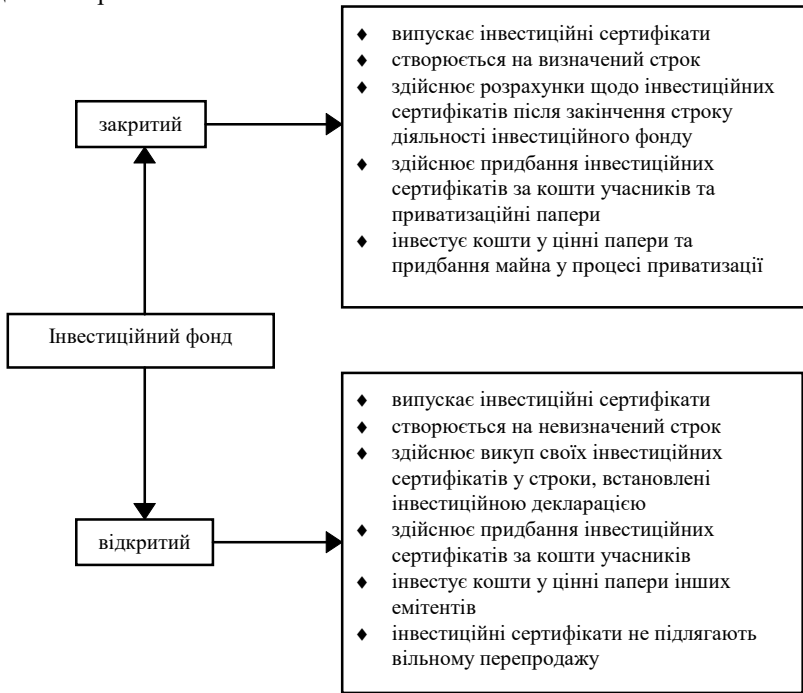 закритий
♦ випускає інвестиційні сертифікати
♦ створюється на визначений строк
♦ здійснює розрахунки щодо інвестиційних
сертифікатів після закінчення строку
діяльності інвестиційного фонду
♦ здійснює придбання інвестиційних
сертифікатів за кошти учасників та
приватизаційні папери
♦ інвестує кошти у цінні папери та
придбання майна у процесі приватизації
Інвестиційний фонд
відкритий
♦ випускає інвестиційні сертифікати
♦ створюється на невизначений строк
♦ здійснює викуп своїх інвестиційних
сертифікатів у строки, встановлені
інвестиційною декларацією
♦ здійснює придбання інвестиційних
сертифікатів за кошти учасників
♦ інвестує кошти у цінні папери інших
емітентів
♦ інвестиційні сертифікати не підлягають
вільному перепродажу